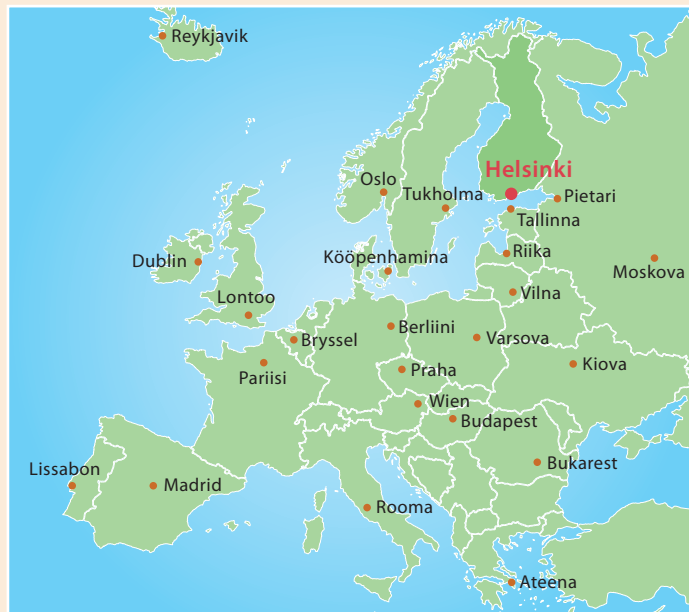 Reykjavik
Helsinki
Oslo
Tukholma
Pietari
Tallinna
Dublin
Kööpenhamina
Riika
Moskova
Lontoo
Vilna
Berliini
Bryssel
Varsova
Pariisi
Praha
Kiova
Wien
Budapest
Lissabon
Madrid
Bukarest
Rooma
Ateena